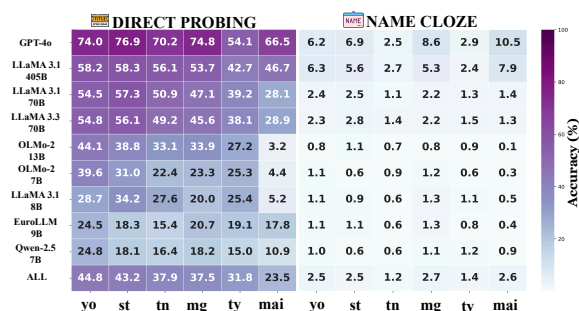 TITLE DIRECT PROBING NAME NAME CLOZE
GPT-4o 74.0 76.9 70.2 74.8 54.1 66.5 6.2 6.9 2.5 8.6 2.9 10.5
LLaMA 3.1 405B 58.2 58.3 56.1 53.7 42.7 46.7 6.3 5.6 2.7 5.3 2.4 7.9
LLaMA 3.1 70B 54.5 57.3 50.9 47.1 39.2 28.1 2.4 2.5 1.1 2.2 1.3 1.4
LLaMA 3.3 70B 54.8 56.1 49.2 45.6 38.1 28.9 2.3 2.8 1.4 2.2 1.5 1.3
OLMo-2 13B 44.1 38.8 33.1 33.9 27.2 3.2 0.8 1.1 0.7 0.8 0.9 0.1
OLMo-2 7B 39.6 31.0 22.4 23.3 25.3 4.4 1.1 0.6 0.9 1.2 0.6 0.3
LLaMA 3.1 8B 28.7 34.2 27.6 20.0 25.4 5.2 1.1 0.9 0.6 1.3 1.1 0.5
EuroLLM 9B 24.5 18.3 15.4 20.7 19.1 17.8 1.1 1.1 0.6 1.3 0.8 0.4
Qwen-2.5 7B 24.8 18.1 16.4 18.2 15.0 10.9 1.0 0.6 0.6 1.1 1.2 0.9
ALL 44.8 43.2 37.9 37.5 31.8 23.5 2.5 2.5 1.2 2.7 1.4 2.6
yo st tn mg ty mai yo st tn mg ty mai
100
80
60
40
20
0
Accuracy (%)